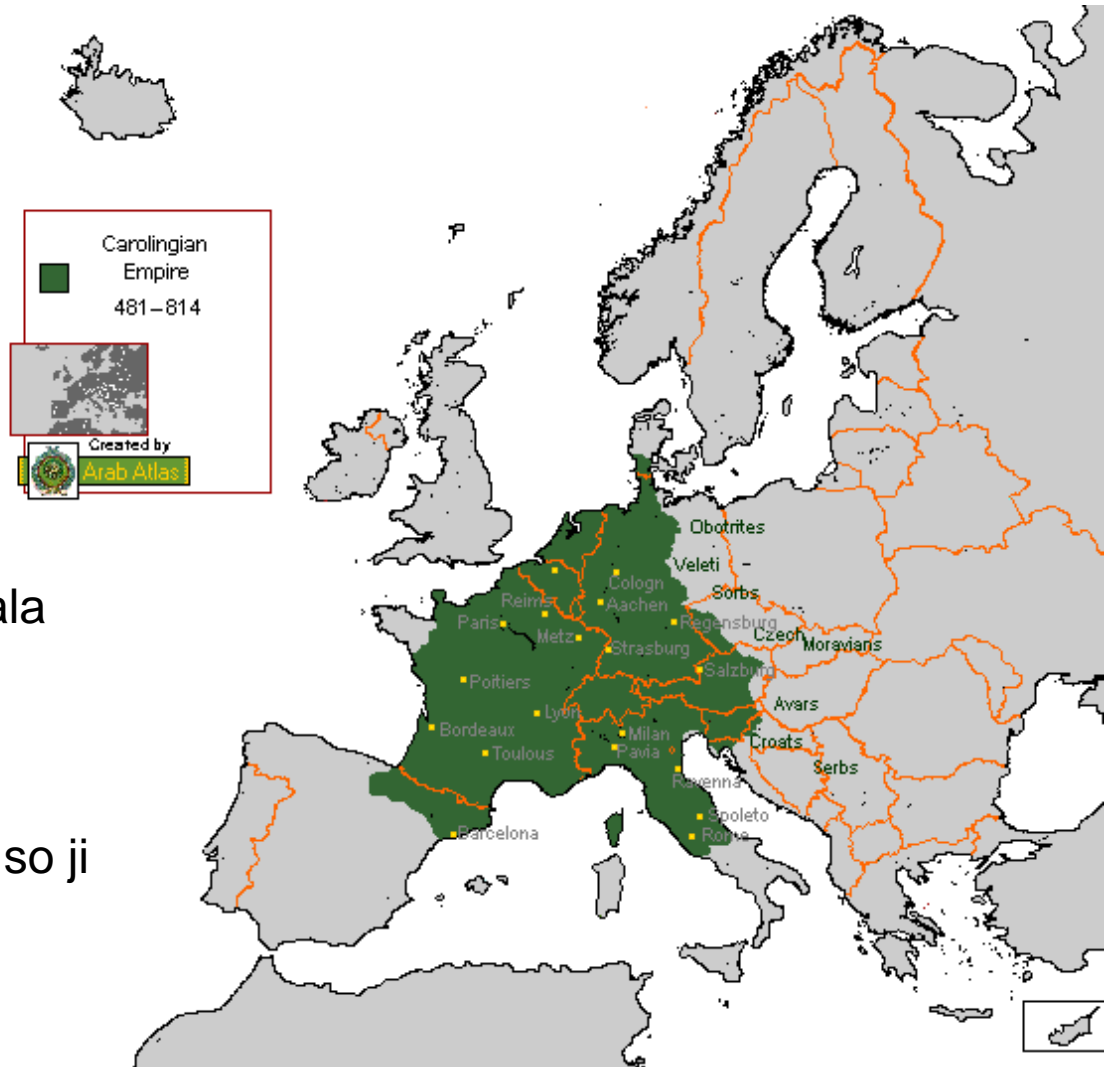 Carolingian
Empire
481–814
Created by
Arab Atlas
Obotrites
Veleti
Cologn
Sorbs
Aachen
Reims
Paris
Regensburg
Metz
Czech
Moravians
Strasburg
Salzburg
Poitiers
Avars
Lyon
Bordeaux
Milan
Croats
Pavia
Toulous
Serbs
Ravenna
Spoleto
Barcelona
Rome
ala
so ji